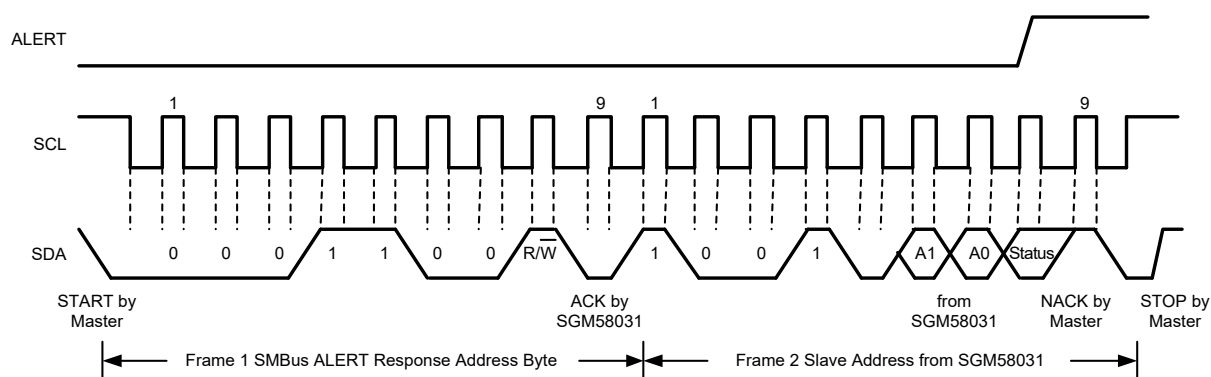 ALERT
1 9 1 9
SCL
SDA 0 0 0 1 1 0 0 R/W̅ 1 0 0 1 A1 A0 Status
START by
Master
ACK by
SGM58031
from
SGM58031
NACK by
Master
STOP by
Master
Frame 1 SMBus ALERT Response Address Byte
Frame 2 Slave Address from SGM58031